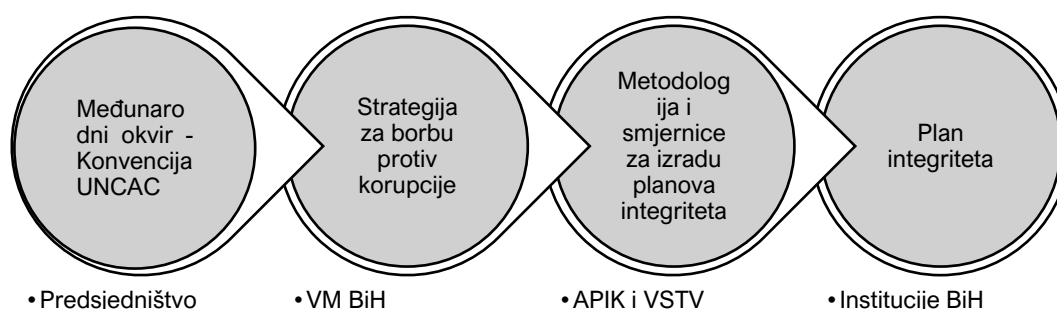 Međunaro
dni okvir -
Konvencija
UNCAC
Strategija
za borbu
protiv
korupcije
Metodolog
ija i
smjernice
za izradu
planova
integriteta
Plan
integriteta
• Predsjedništvo
• VM BiH
• APIK i VSTV
• Institucije BiH